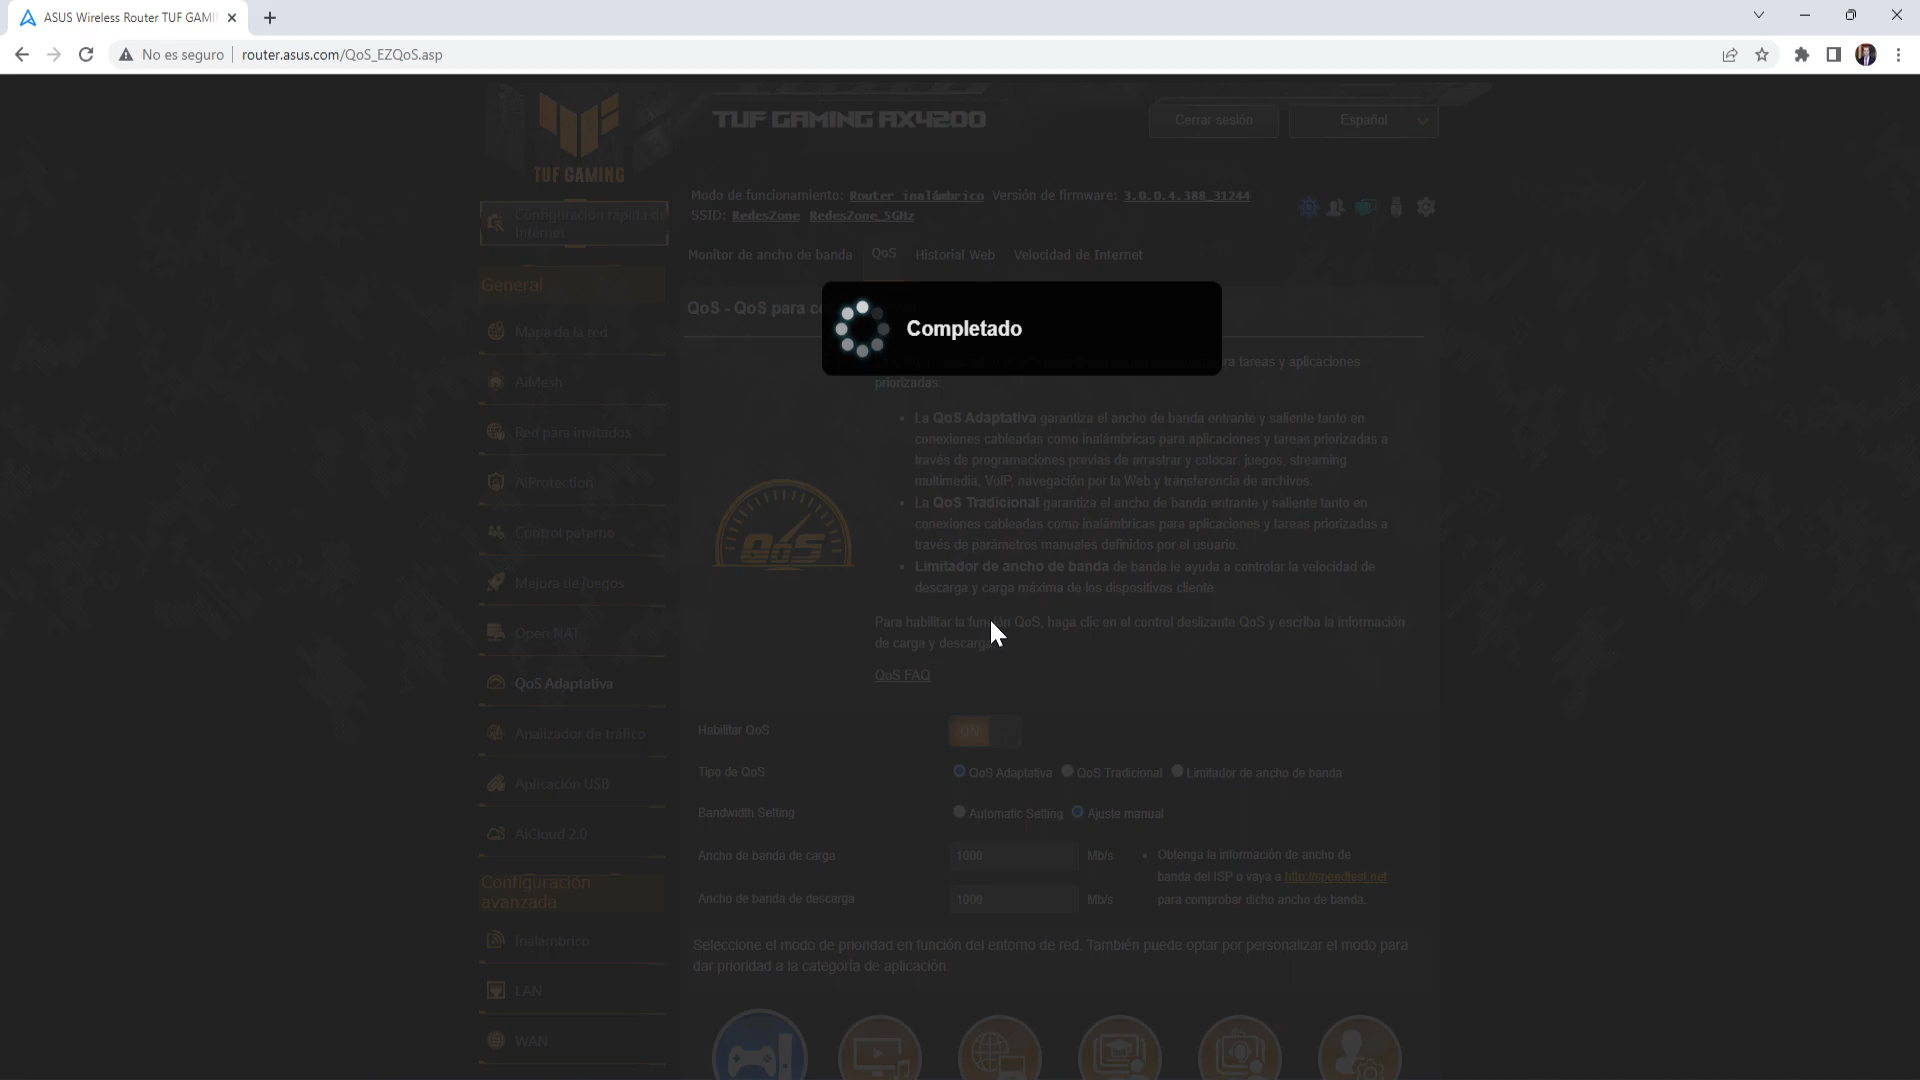 ASUS Wireless Router TUF GAMI
No es seguro
router.asus.com/QoS_EZQoS.asp
TUF GAMING
TUF GAMING AX4200
Cerrar sesión
Español
Modo de funcionamiento: Router inalámbrico Versión de firmware: 3.0.0.4.388_31244
SSID: RedesZone RedesZone_5GHz
Configuración rápida de
Internet
Monitor de ancho de banda
QoS
Historial Web
Velocidad de Internet
General
Mapa de la red
AiMesh
Red para invitados
AiProtection
Control paterno
Mejora de juegos
Open NAT
QoS Adaptativa
Analizador de tráfico
Aplicación USB
AiCloud 2.0
Configuración
avanzada
Inalámbrico
LAN
WAN
QoS - QoS para co
Completado
ra tareas y aplicaciones
priorizadas.
• La QoS Adaptativa garantiza el ancho de banda entrante y saliente tanto en
conexiones cableadas como inalámbricas para aplicaciones y tareas priorizadas a
través de programaciones previas de arrastrar y colocar: juegos, streaming
multimedia, VoIP, navegación por la Web y transferencia de archivos.
• La QoS Tradicional garantiza el ancho de banda entrante y saliente tanto en
conexiones cableadas como inalámbricas para aplicaciones y tareas priorizadas a
través de parámetros manuales definidos por el usuario.
• Limitador de ancho de banda de banda le ayuda a controlar la velocidad de
descarga y carga máxima de los dispositivos cliente.
QoS
Para habilitar la función QoS, haga clic en el control deslizante QoS y escriba la información
de carga y descarga
QoS FAQ
Habilitar QoS
ON
Tipo de QoS
QoS Adaptativa
QoS Tradicional
Limitador de ancho de banda
Bandwidth Setting
Automatic Setting
Ajuste manual
Ancho de banda de carga
1000
Mb/s
Ancho de banda de descarga
1000
Mb/s
• Obtenga la información de ancho de
banda del ISP o vaya a http://speedtest.net
para comprobar dicho ancho de banda.
Seleccione el modo de prioridad en función del entorno de red. También puede optar por personalizar el modo para
dar prioridad a la categoría de aplicación.